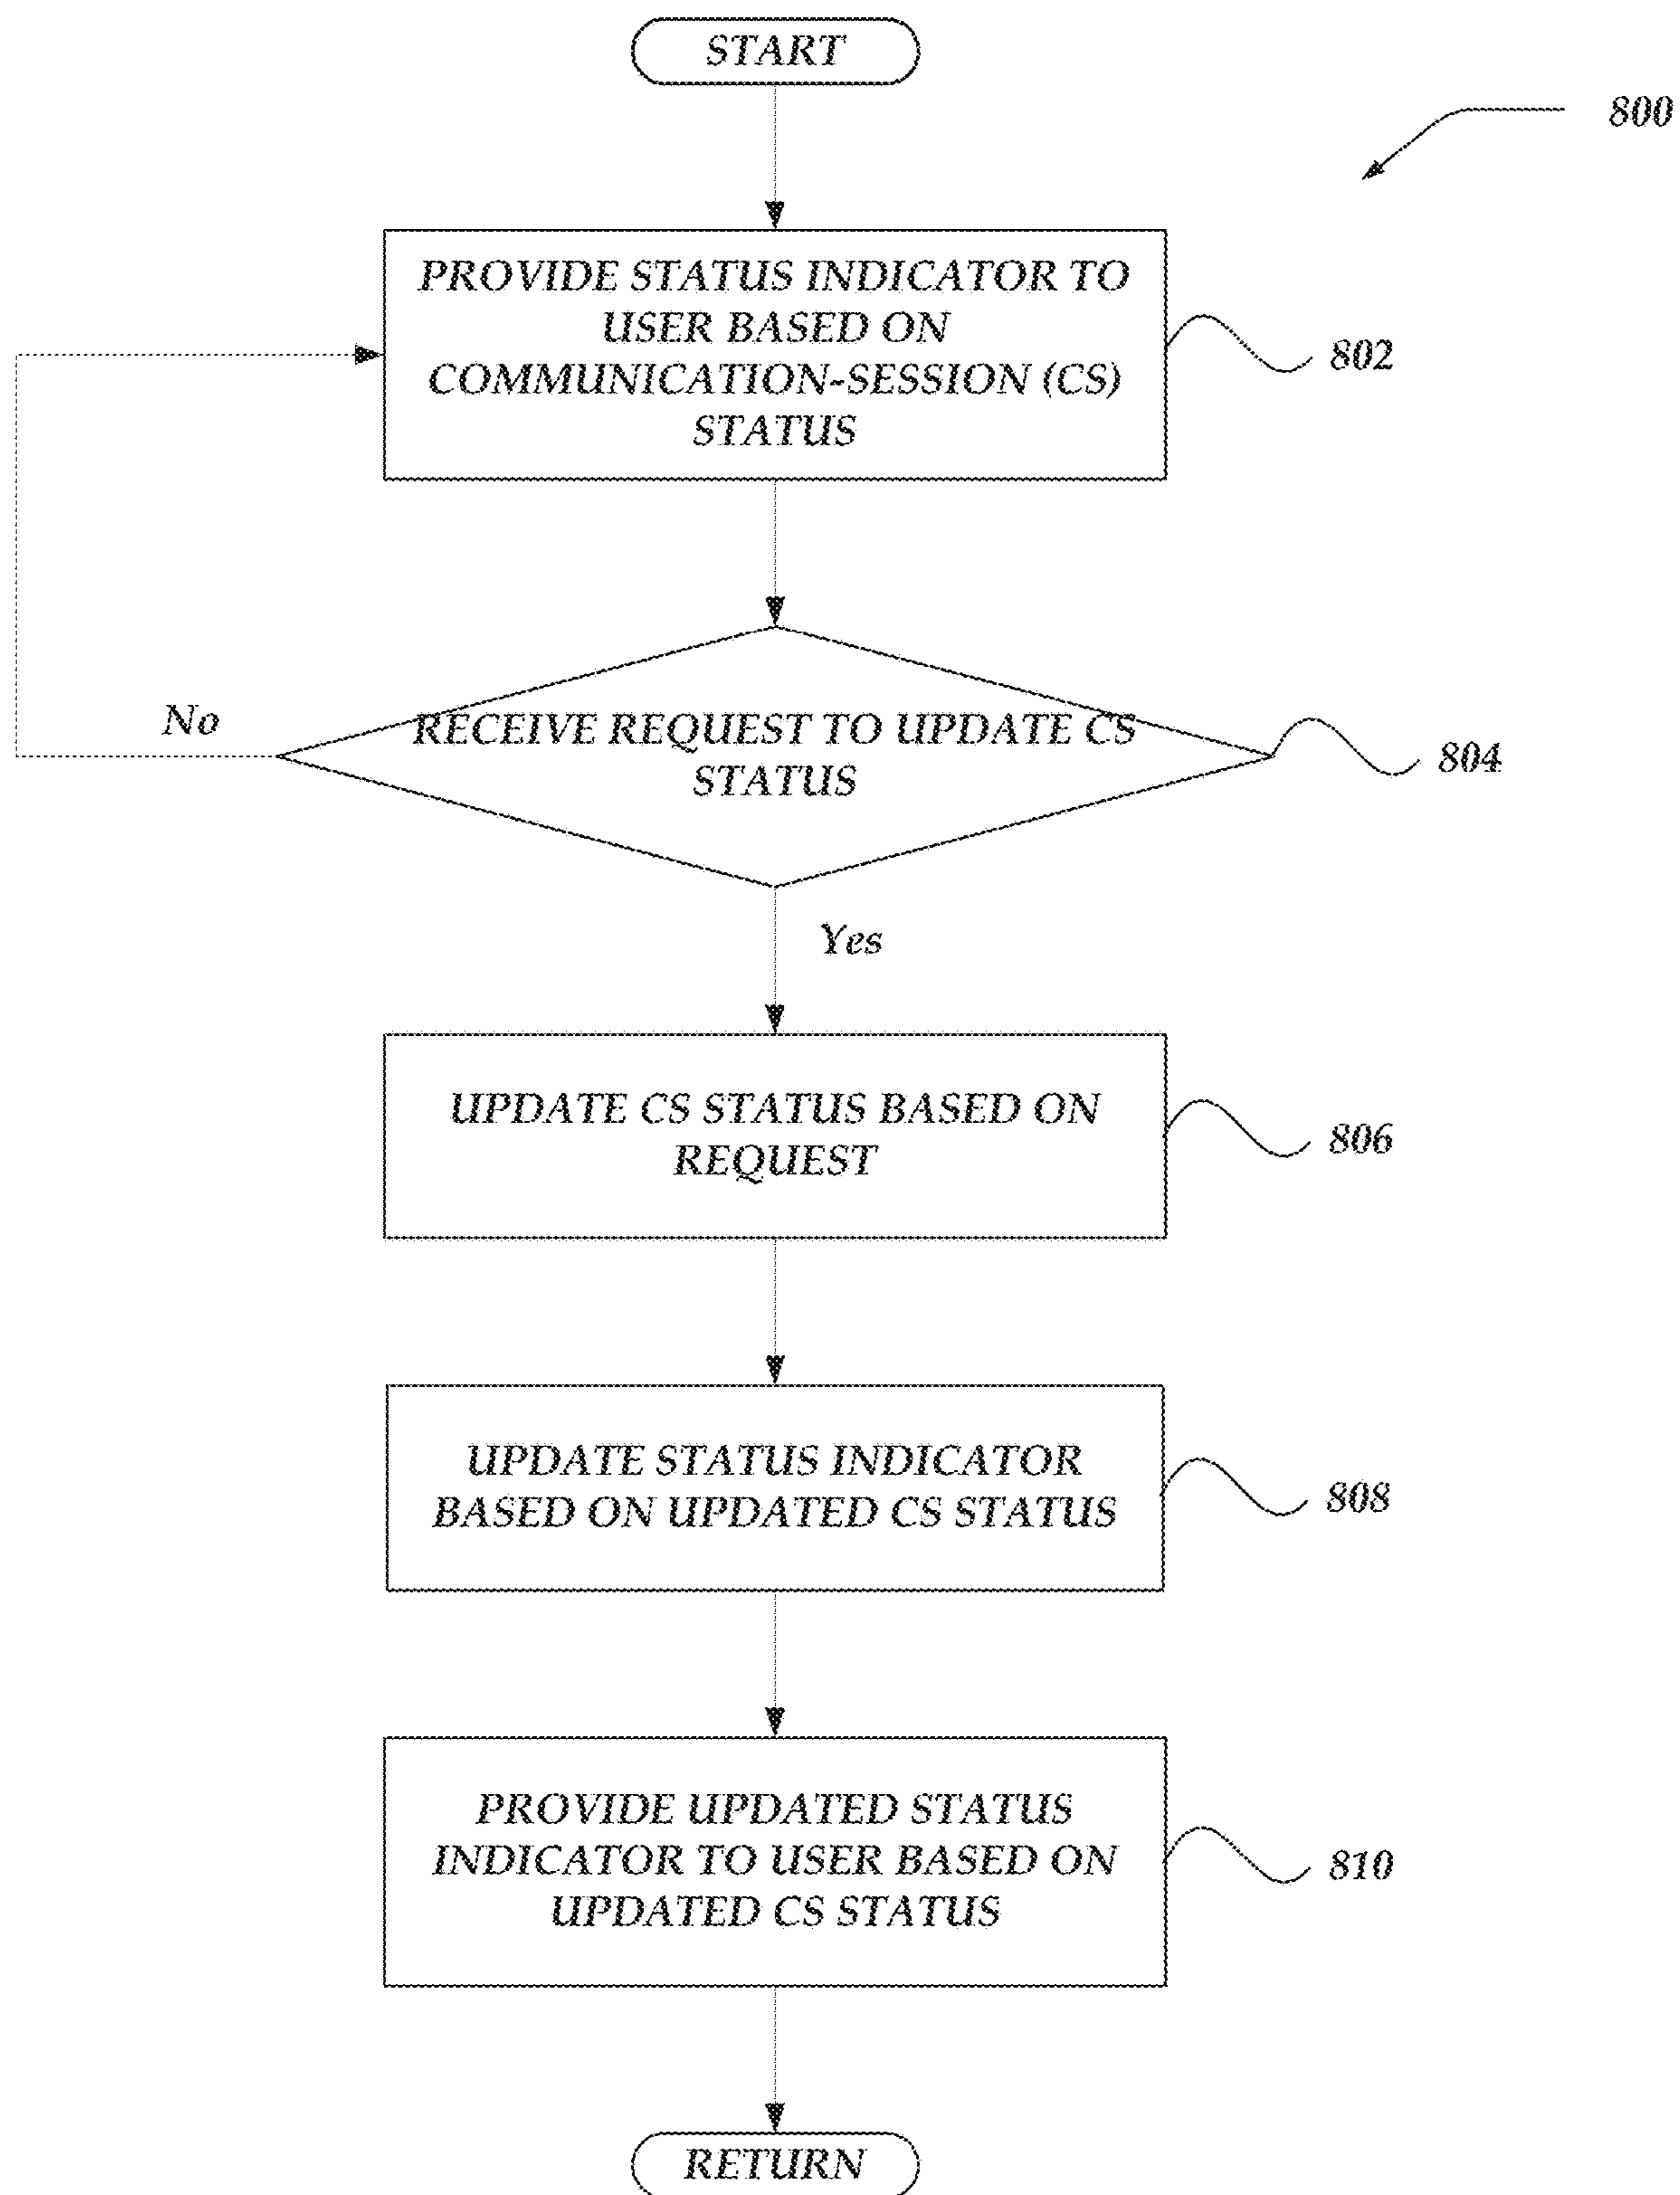 START
800
PROVIDE STATUS INDICATOR TO
USER BASED ON
COMMUNICATION-SESSION (CS)
STATUS
802
No
RECEIVE REQUEST TO UPDATE CS
STATUS
804
Yes
UPDATE CS STATUS BASED ON
REQUEST
806
UPDATE STATUS INDICATOR
BASED ON UPDATED CS STATUS
808
PROVIDE UPDATED STATUS
INDICATOR TO USER BASED ON
UPDATED CS STATUS
810
RETURN